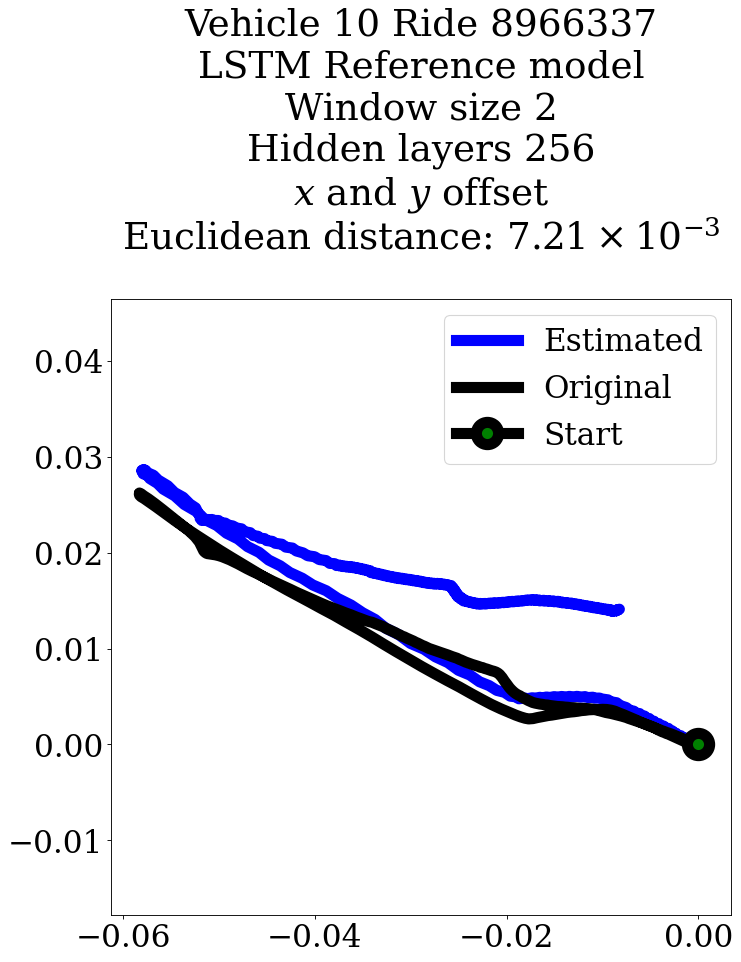 Vehicle 10 Ride 8966337
LSTM Reference model
Window size 2
Hidden layers 256
x and y offset
Euclidean distance: 7.21 × 10⁻³
Estimated
Original
Start
0.04
0.03
0.02
0.01
0.00
−0.01
−0.06 −0.04 −0.02 0.00